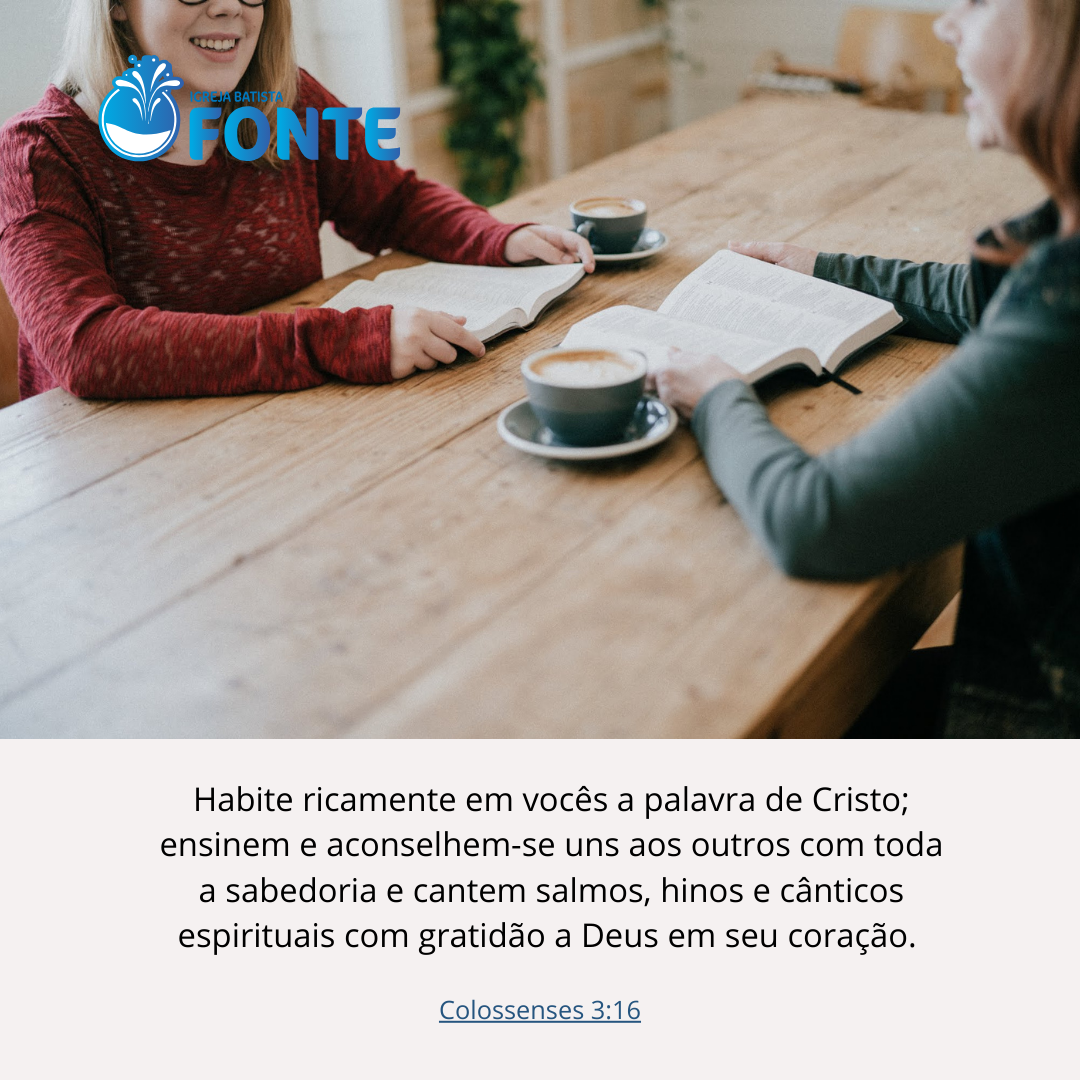 IGREJA BATISTA
FONTE
Habite ricamente em vocês a palavra de Cristo;
ensinem e aconselhem-se uns aos outros com toda
a sabedoria e cantem salmos, hinos e cânticos
espirituais com gratidão a Deus em seu coração.
Colossenses 3:16